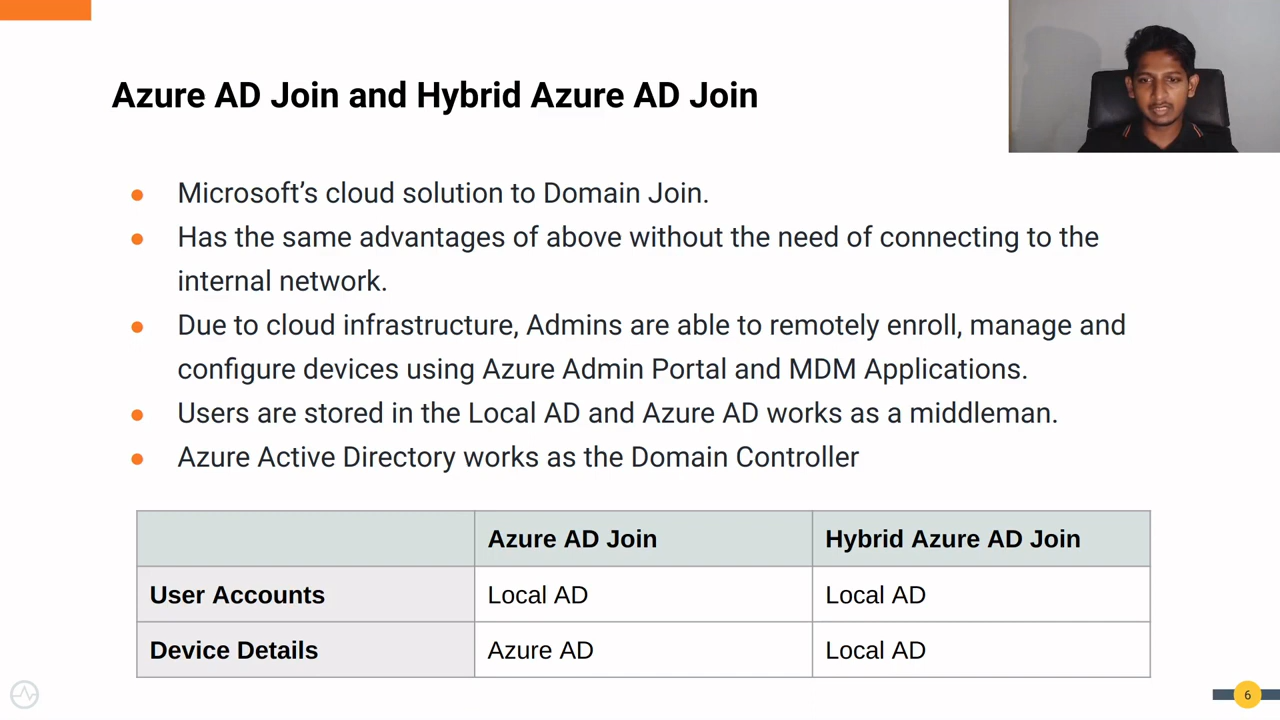 Azure AD Join and Hybrid Azure AD Join
● Microsoft’s cloud solution to Domain Join.
● Has the same advantages of above without the need of connecting to the
internal network.
● Due to cloud infrastructure, Admins are able to remotely enroll, manage and
configure devices using Azure Admin Portal and MDM Applications.
● Users are stored in the Local AD and Azure AD works as a middleman.
● Azure Active Directory works as the Domain Controller
Azure AD Join Hybrid Azure AD Join
User Accounts Local AD Local AD
Device Details Azure AD Local AD
6